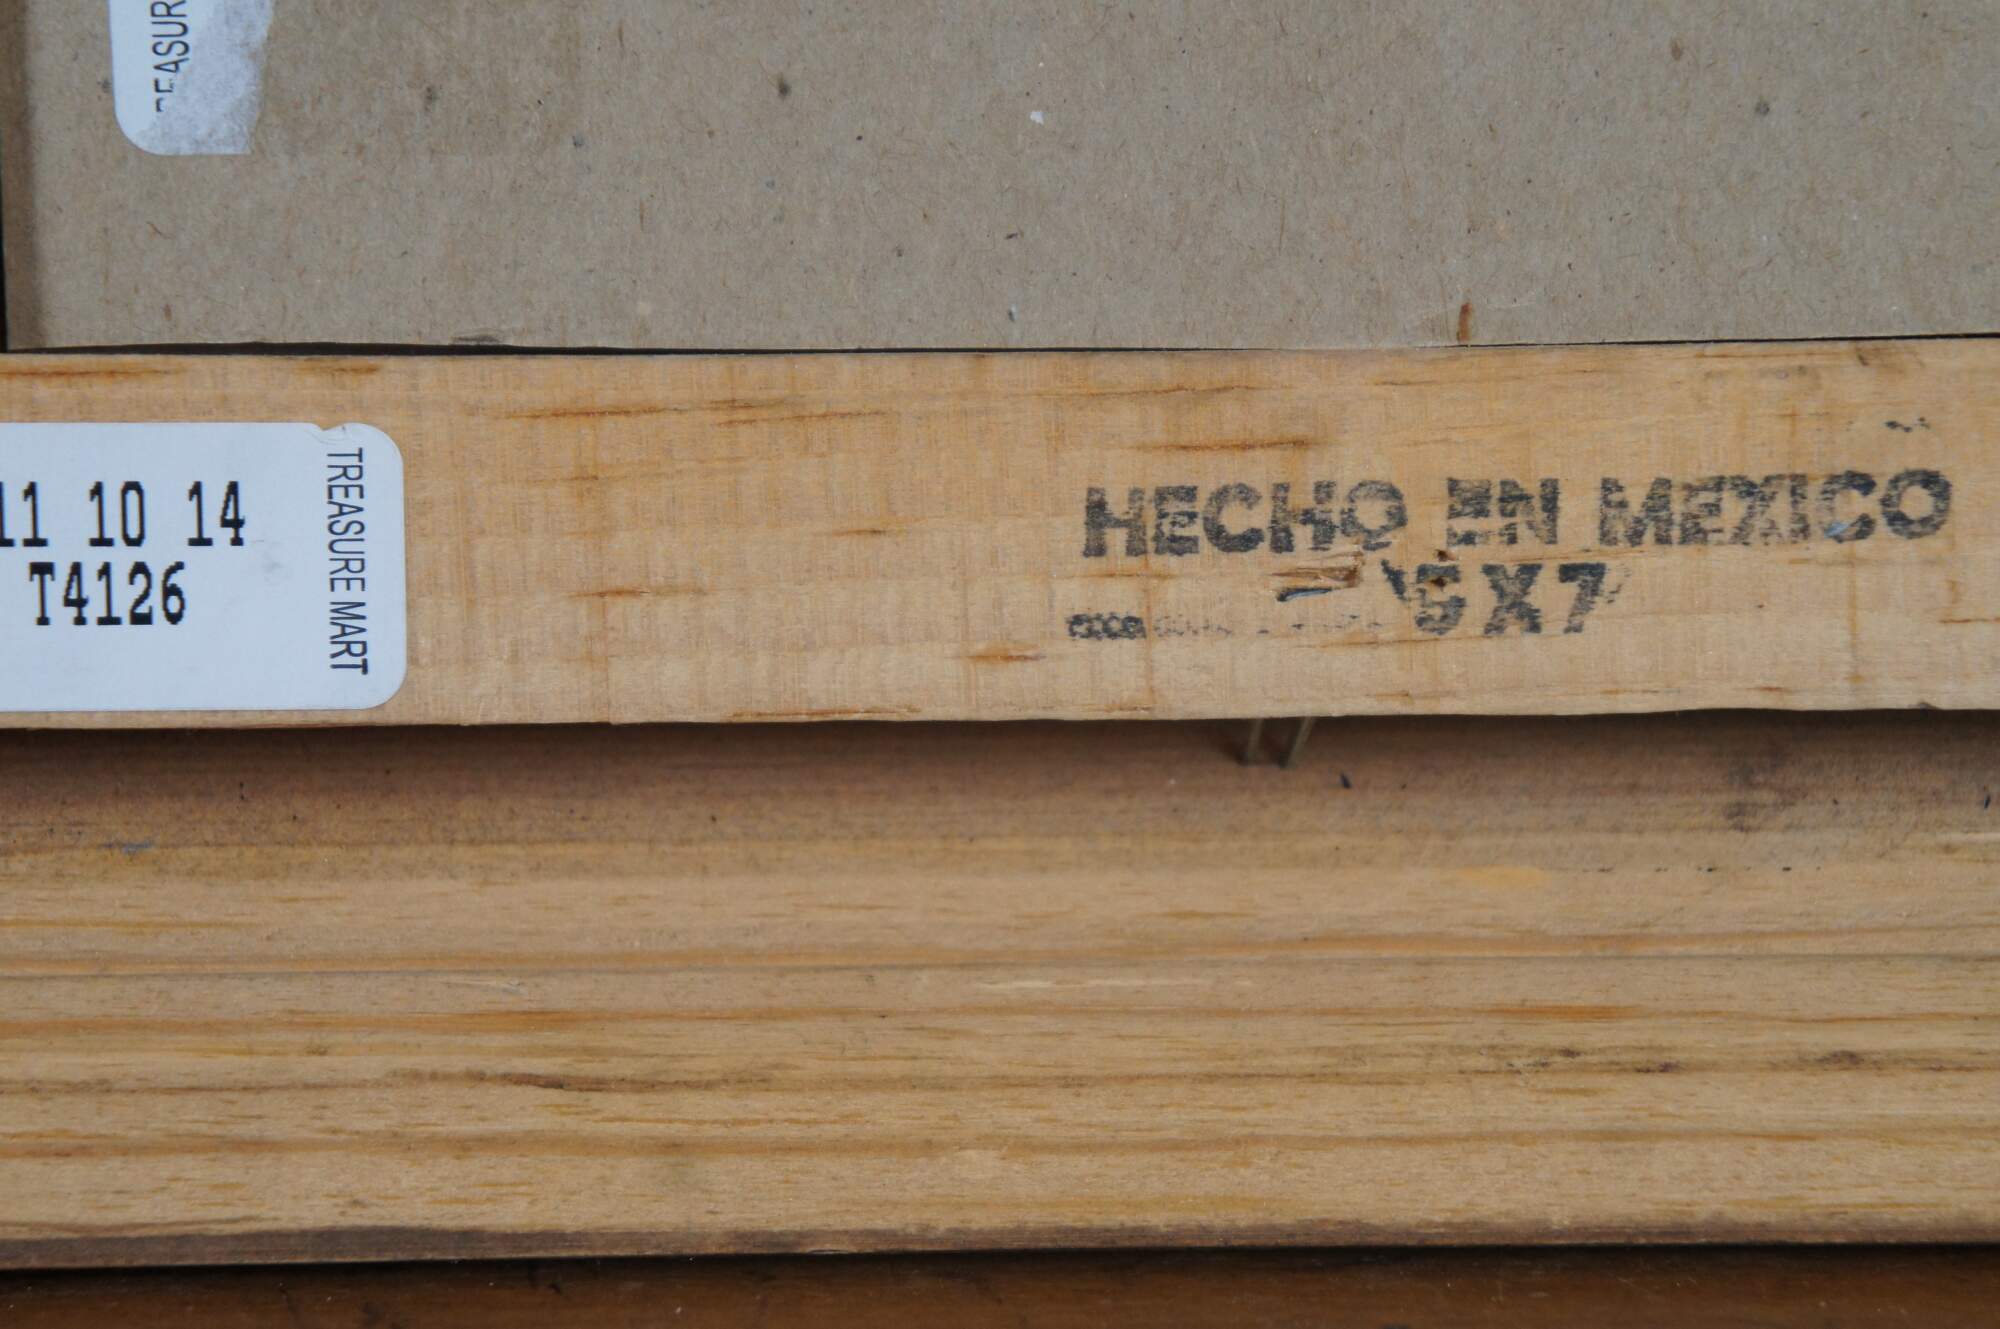 TREASUR
11 10 14
T4126
TREASURE MART
HECHO EN MEXICO
5X7